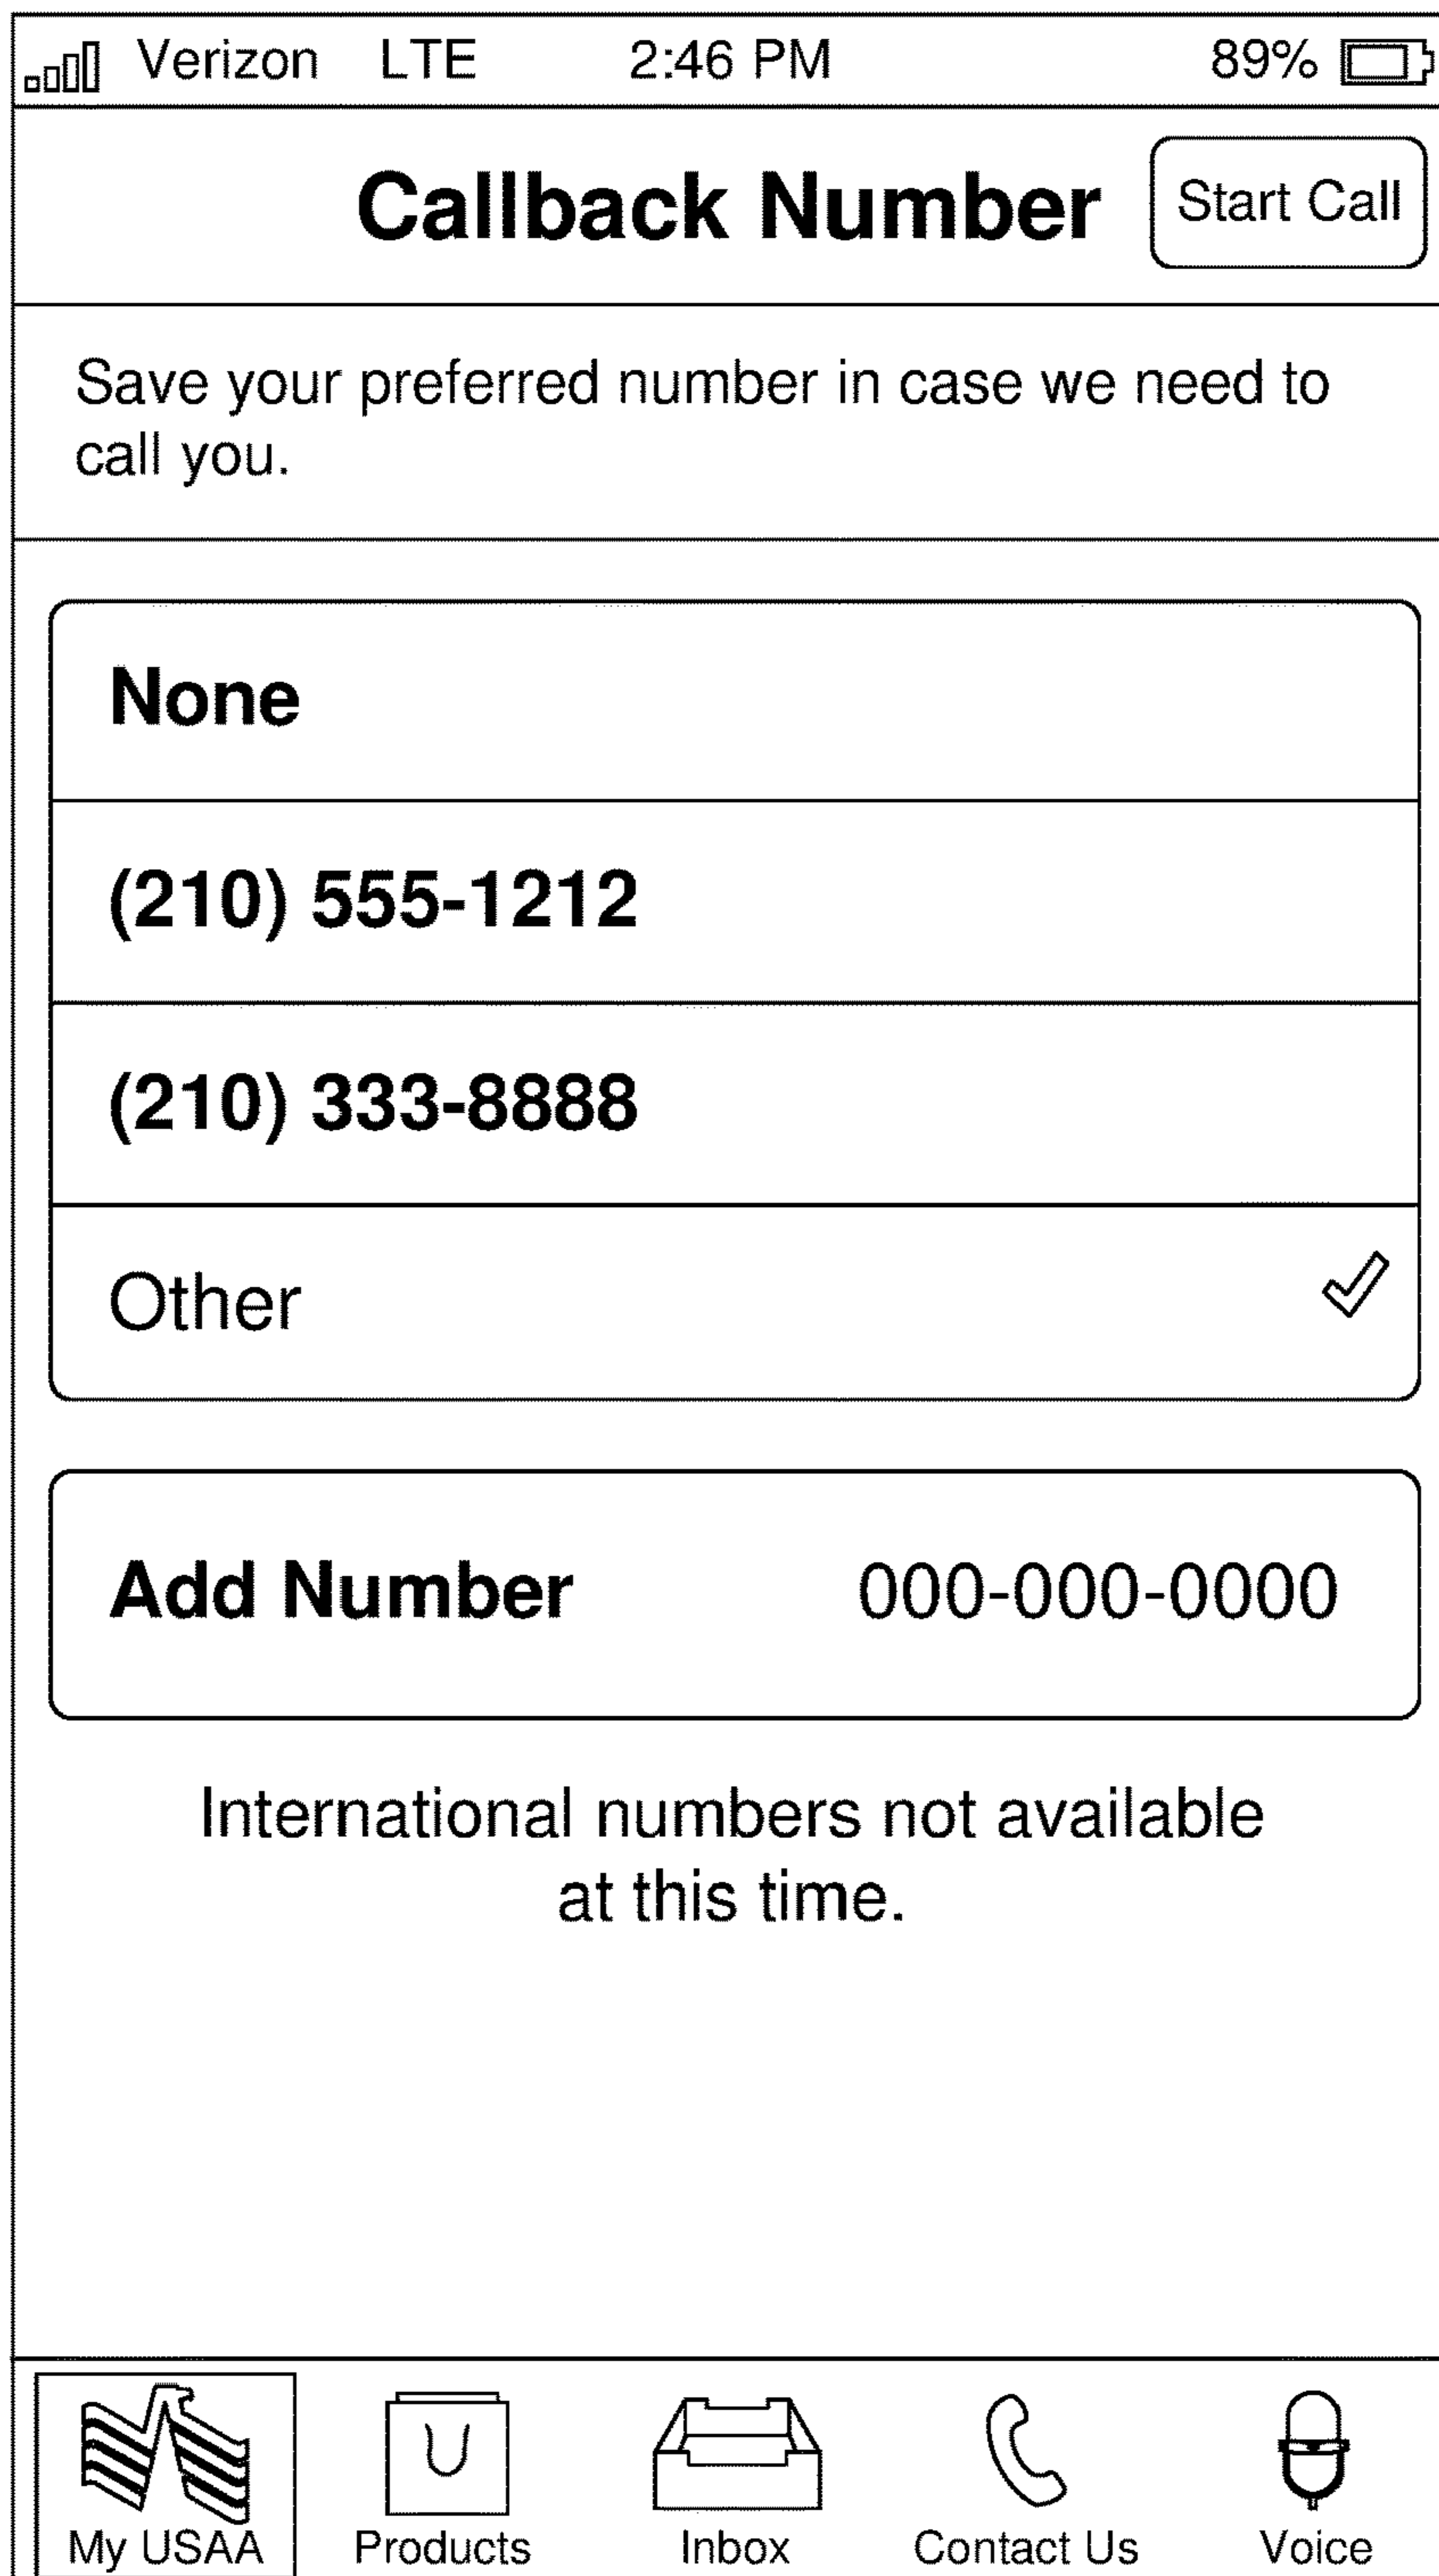 Verizon LTE 2:46 PM 89%
Callback Number Start Call
Save your preferred number in case we need to
call you.
None
(210) 555-1212
(210) 333-8888
Other
Add Number 000-000-0000
International numbers not available
at this time.
My USAA Products Inbox Contact Us Voice